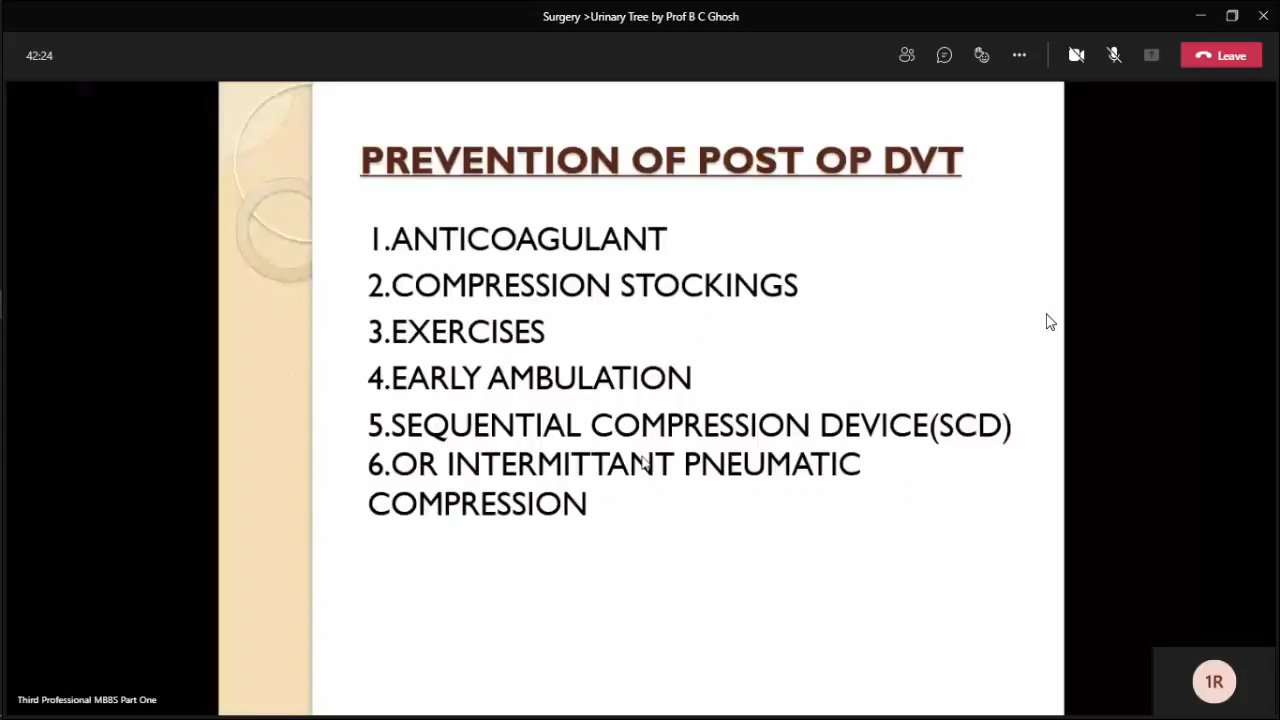 Surgery >Urinary Tree by Prof B C Ghosh
42:24
Leave
PREVENTION OF POST OP DVT
1.ANTICOAGULANT
2.COMPRESSION STOCKINGS
3.EXERCISES
4.EARLY AMBULATION
5.SEQUENTIAL COMPRESSION DEVICE(SCD)
6.OR INTERMITTANT PNEUMATIC
COMPRESSION
1R
Third Professional MBBS Part One